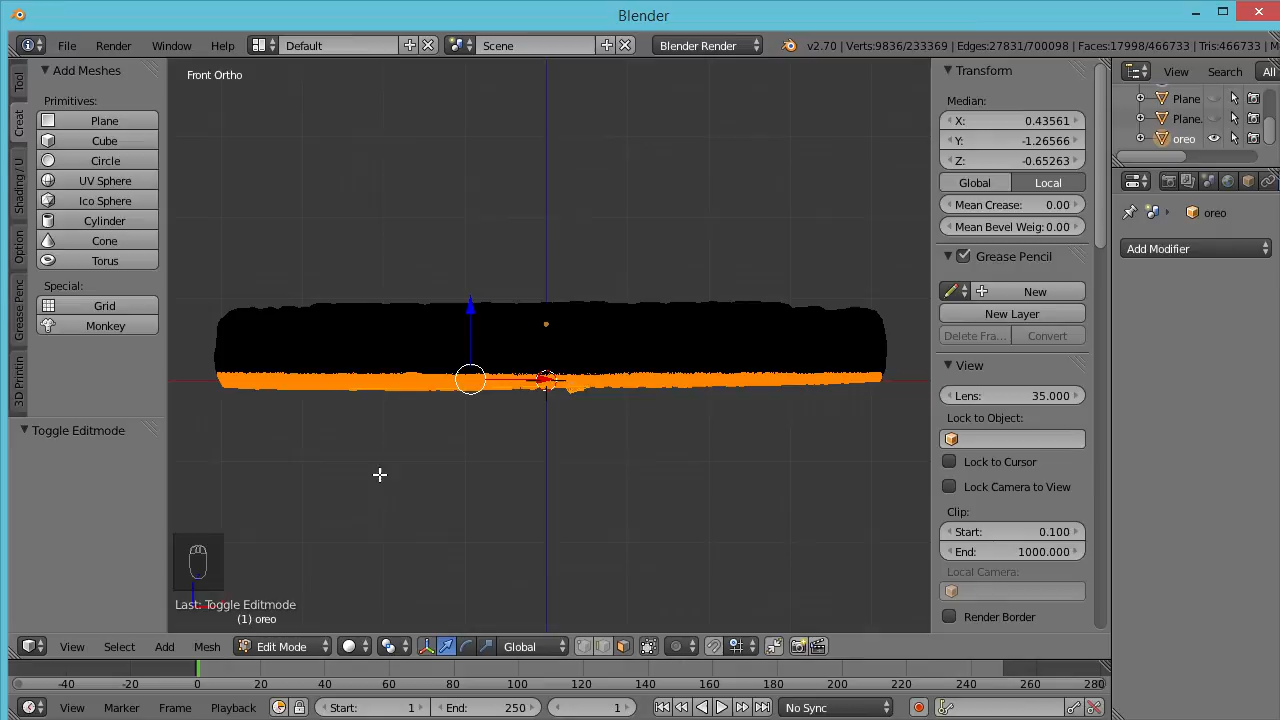 Blender
File Render Window Help Default Scene Blender Render v2.70 | Verts:9836/233369 | Edges:27831/700098 | Faces:17998/466733 | Tris:466733 |
Add Meshes
Primitives:
Plane
Cube
Circle
UV Sphere
Ico Sphere
Cylinder
Cone
Torus
Special:
Grid
Monkey
Tool
Creat
Shading / U
Option
Grease Penc
3D Printin
Toggle Editmode
Front Ortho
Last: Toggle Editmode
(1) oreo
Transform
Median:
X: 0.43561
Y: -1.26566
Z: -0.65263
Global Local
Mean Crease: 0.00
Mean Bevel Weig: 0.00
Grease Pencil
New
New Layer
Delete Fra... Convert
View
Lens: 35.000
Lock to Object:
Lock to Cursor
Lock Camera to View
Clip:
Start: 0.100
End: 1000.000
Local Camera:
Render Border
View Search All
Plane
Plane.
oreo
oreo
Add Modifier
View Select Add Mesh Edit Mode Global
-40 -20 0 20 40 60 80 100 120 140 160 180 200 220 240 260 280
View Marker Frame Playback Start: 1 End: 250 1 No Sync